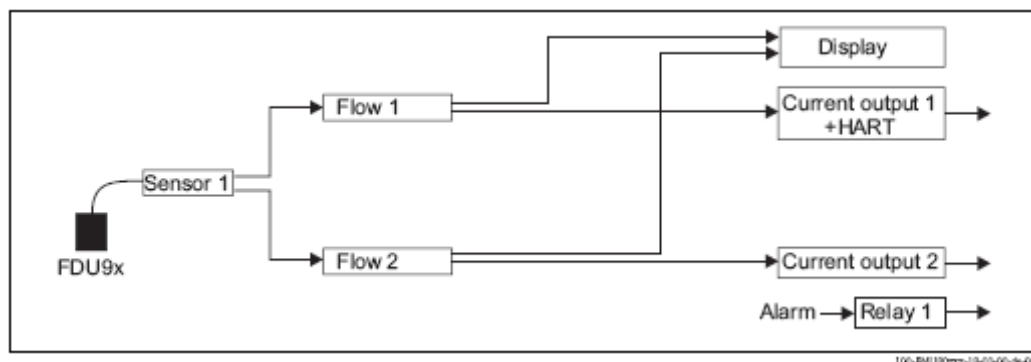 Display
Flow 1
Current output 1
+HART
Sensor 1
FDU9x
Flow 2
Current output 2
Alarm
Relay 1